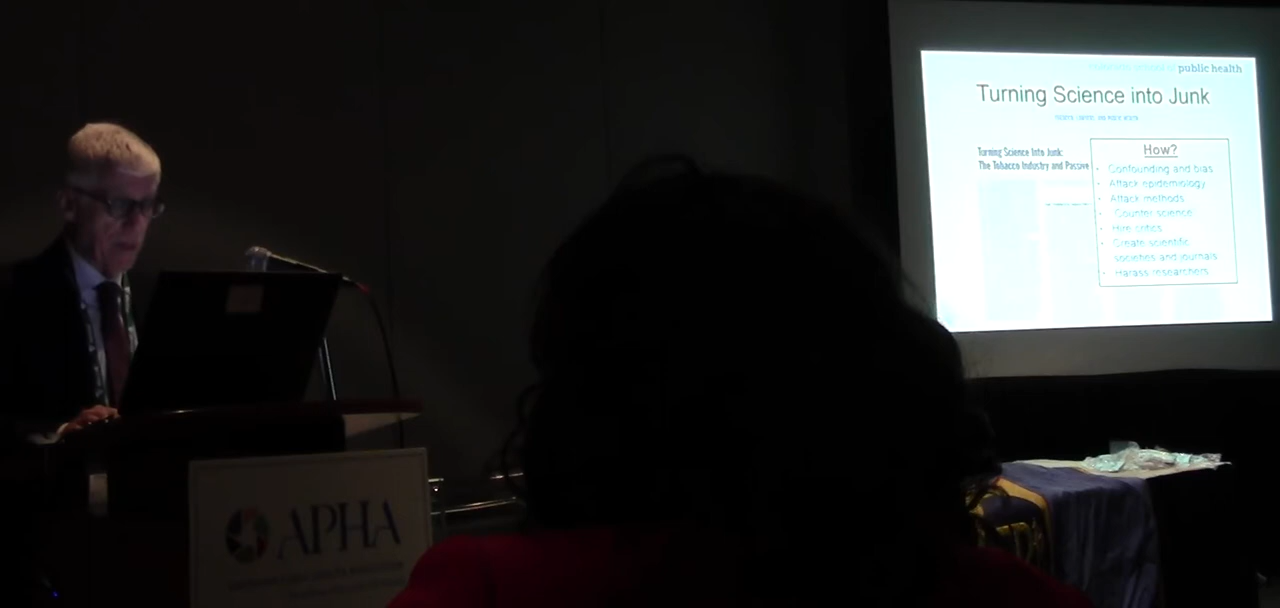 public health
Turning Science into Junk
Turning Science Into Junk:
The Tobacco Industry and Passive
How?
• Confounding and bias
• Attack epidemiology
• Attack methods
• Counter science
• Hire critics
• Create scientific
societies and journals
• Harass researchers
APHA